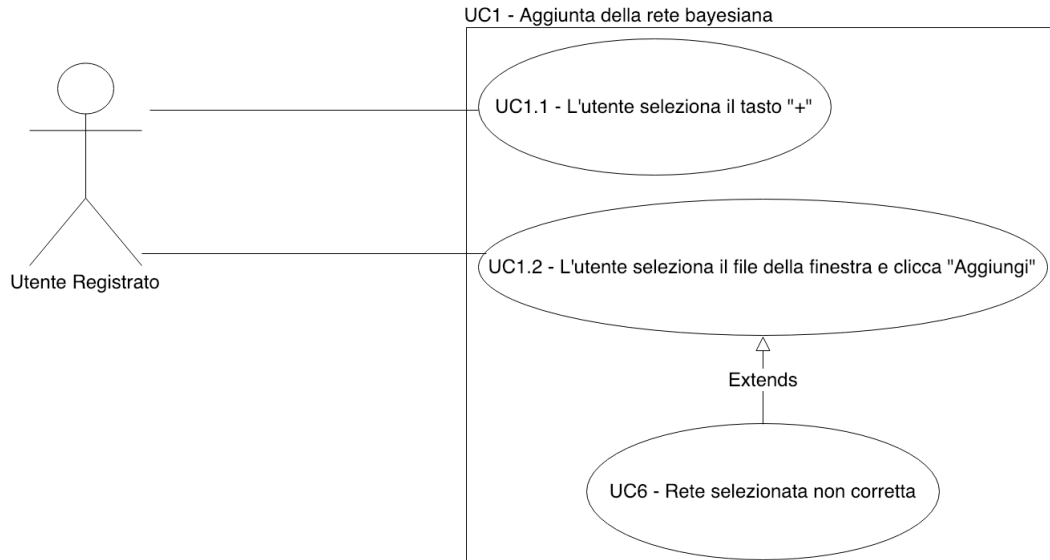 UC1 - Aggiunta della rete bayesiana
UC1.1 - L'utente seleziona il tasto "+"
UC1.2 - L'utente seleziona il file della finestra e clicca "Aggiungi"
Utente Registrato
Extends
UC6 - Rete selezionata non corretta